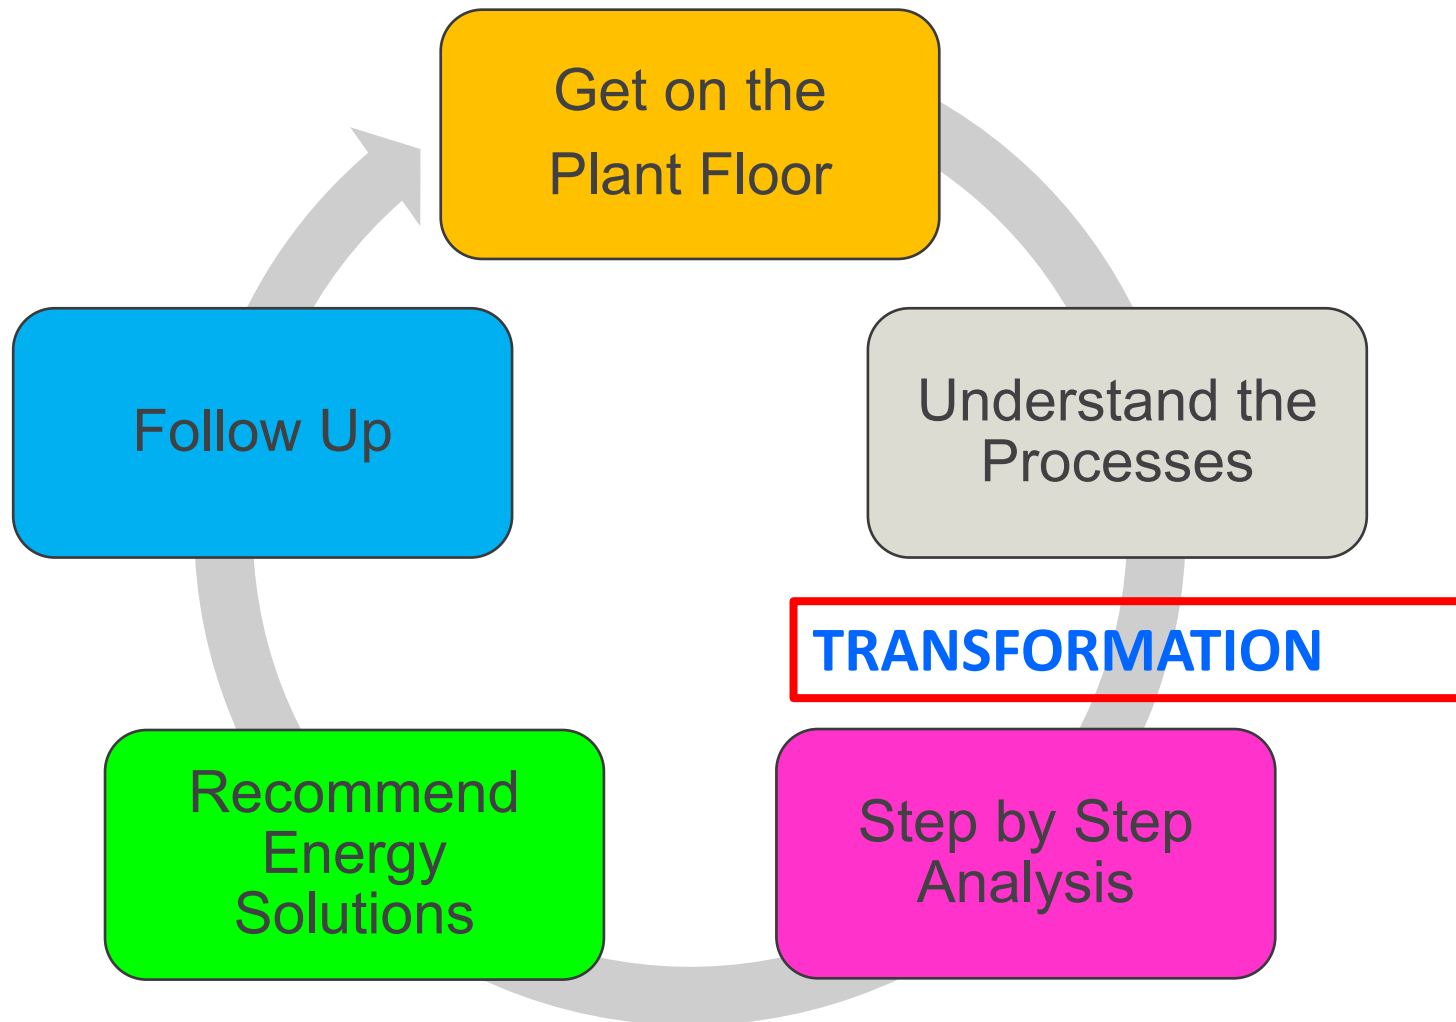 Get on the
Plant Floor
Understand the
Processes
TRANSFORMATION
Step by Step
Analysis
Recommend
Energy
Solutions
Follow Up